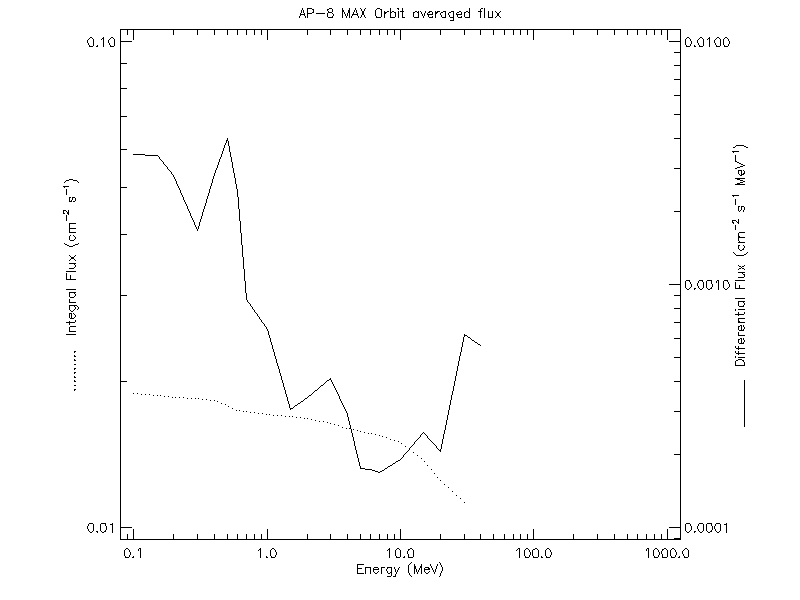 AP-8 MAX Orbit averaged flux
0.10
0.01
Integral Flux (cm⁻² s⁻¹)
0.0100
0.0010
0.0001
Differential Flux (cm⁻² s⁻¹ MeV⁻¹)
0.1 1.0 10.0 100.0 1000.0
Energy (MeV)